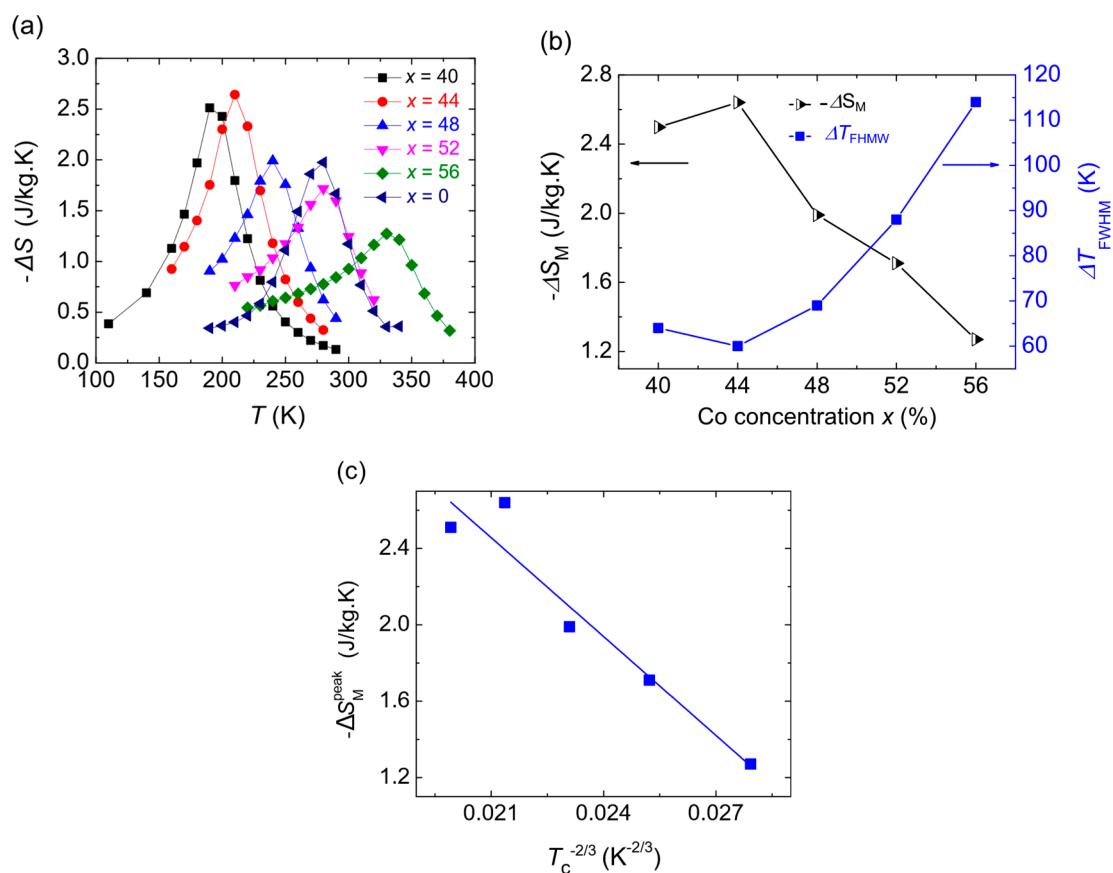 (a)
3.0
2.5
2.0
1.5
1.0
0.5
0.0
-ΔS (J/kg.K)
x = 40
x = 44
x = 48
x = 52
x = 56
x = 0
100 150 200 250 300 350 400
T (K)
(b)
2.8
2.4
2.0
1.6
1.2
-ΔS_M (J/kg.K)
-ΔS_M
ΔT_FHMW
120
110
100
90
80
70
60
ΔT_FWHM (K)
40 44 48 52 56
Co concentration x (%)
(c)
2.4
2.0
1.6
1.2
-ΔS_M^peak (J/kg.K)
0.021 0.024 0.027
T_c^-2/3 (K^-2/3)